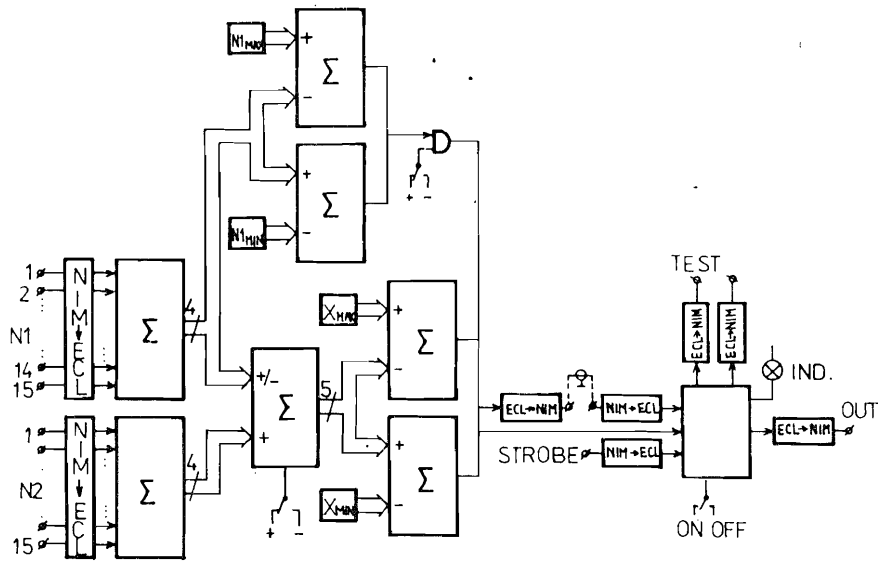 N1MAX
+
Σ
-
+
Σ
N1MIN
-
+ -
1
2
N1
14
15
NIM→ECL
Σ
4
1
N2
15
NIM→ECL
Σ
4
+/-
Σ
+
+ -
5
XMAX
+
Σ
-
+
Σ
XMIN
-
ECL→NIM
NIM→ECL
STROBE
NIM→ECL
TEST
ECL→NIM
ECL→NIM
IND.
OUT
ECL→NIM
ON OFF